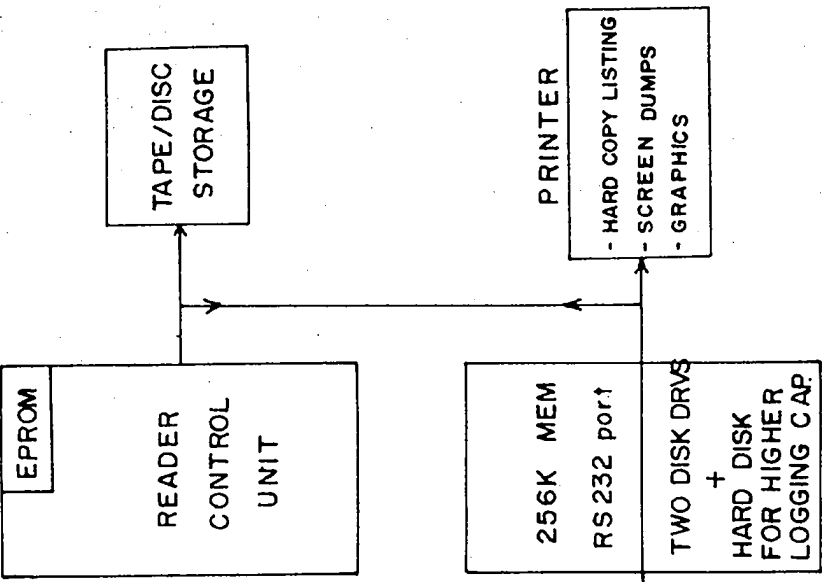 EPROM
READER
CONTROL
UNIT
TAPE/DISC
STORAGE
256K MEM
RS232 port
TWO DISK DRVS
+
HARD DISK
FOR HIGHER
LOGGING CAP.
PRINTER
- HARD COPY LISTING
- SCREEN DUMPS
- GRAPHICS